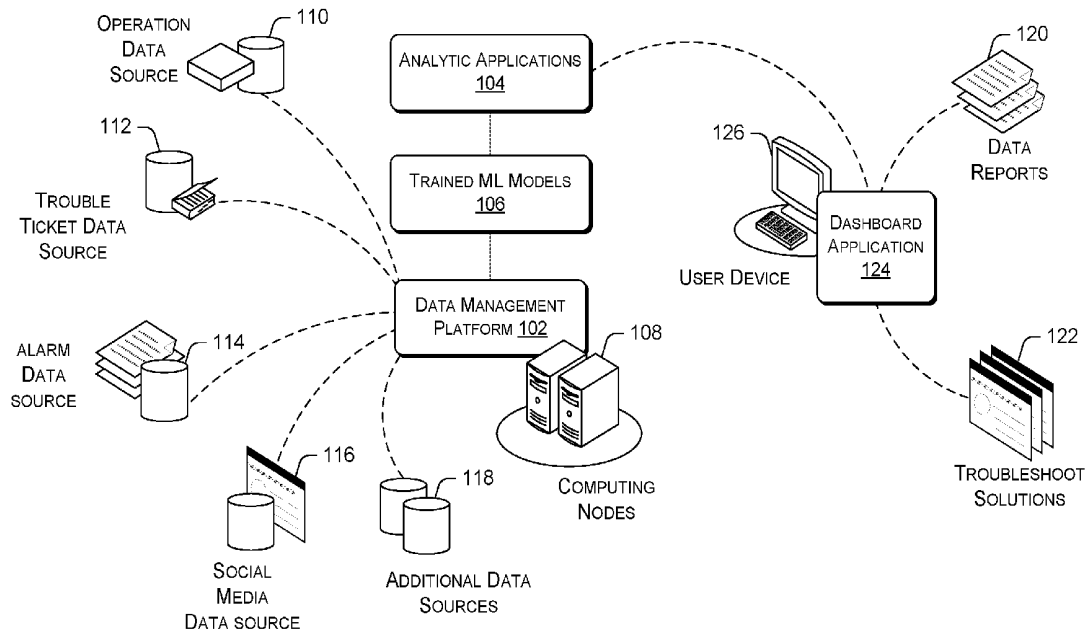 OPERATION
DATA
SOURCE
110
112
TROUBLE
TICKET DATA
SOURCE
ALARM
DATA
SOURCE
114
116
SOCIAL
MEDIA
DATA SOURCE
118
ADDITIONAL DATA
SOURCES
ANALYTIC APPLICATIONS
104
TRAINED ML MODELS
106
DATA MANAGEMENT
PLATFORM 102
108
COMPUTING
NODES
126
USER DEVICE
DASHBOARD
APPLICATION
124
120
DATA
REPORTS
122
TROUBLESHOOT
SOLUTIONS